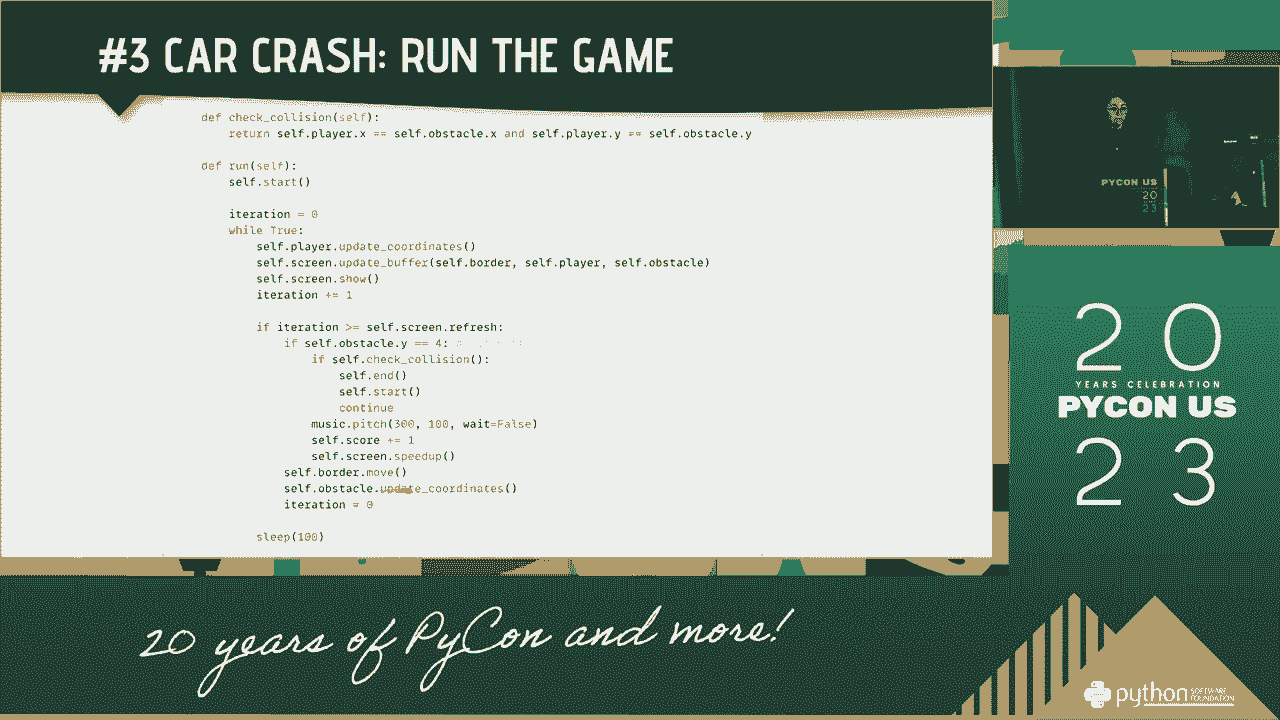 #3 CAR CRASH: RUN THE GAME
def check_collision(self):
return self.player.x == self.obstacle.x and self.player.y == self.obstacle.y
def run(self):
self.start()
iteration = 0
while True:
self.player.update_coordinates()
self.screen.update_buffer(self.border, self.player, self.obstacle)
self.screen.show()
iteration += 1
if iteration >= self.screen.refresh:
if self.obstacle.y == 4:
if self.check_collision():
self.end()
self.start()
continue
music.pitch(300, 100, wait=False)
self.score += 1
self.screen.speedup()
self.border.move()
self.obstacle.update_coordinates()
iteration = 0
sleep(100)
PYCON US
20
23
20
YEARS CELEBRATION
PYCON US
23
20 years of PyCon and more!
python SOFTWARE
FOUNDATION